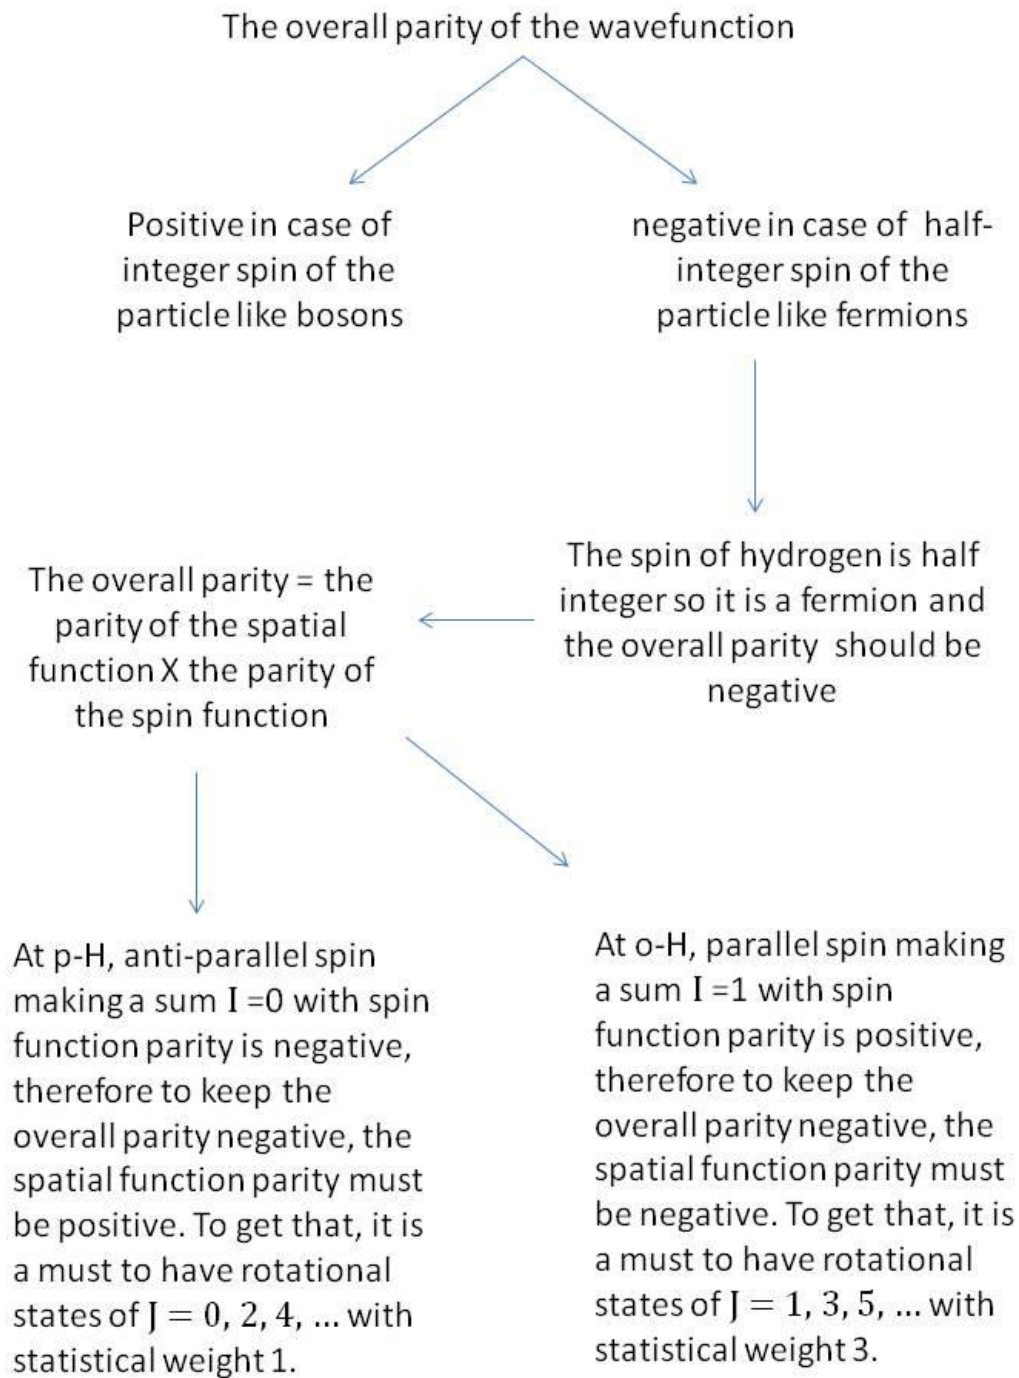 The overall parity of the wavefunction
Positive in case of
integer spin of the
particle like bosons
negative in case of half-
integer spin of the
particle like fermions
The spin of hydrogen is half
integer so it is a fermion and
the overall parity should be
negative
The overall parity = the
parity of the spatial
function X the parity of
the spin function
At p-H, anti-parallel spin
making a sum I =0 with spin
function parity is negative,
therefore to keep the
overall parity negative, the
spatial function parity must
be positive. To get that, it is
a must to have rotational
states of J = 0, 2, 4, ... with
statistical weight 1.
At o-H, parallel spin making
a sum I =1 with spin
function parity is positive,
therefore to keep the
overall parity negative, the
spatial function parity must
be negative. To get that, it is
a must to have rotational
states of J = 1, 3, 5, ... with
statistical weight 3.